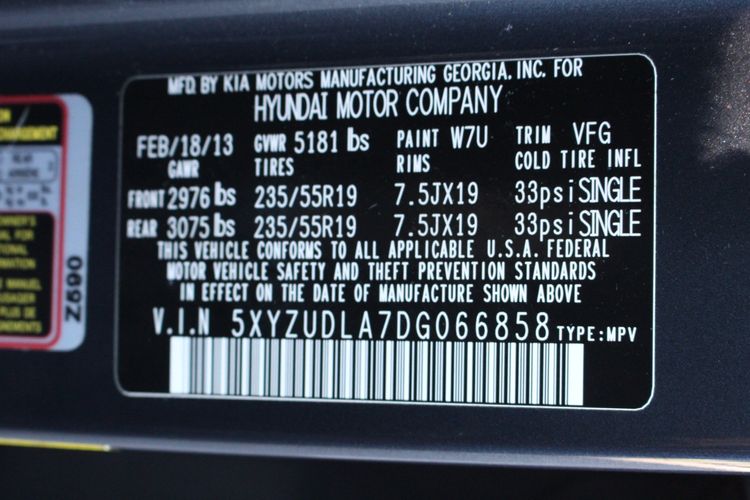 MFD. BY KIA MOTORS MANUFACTURING GEORGIA, INC. FOR
HYUNDAI MOTOR COMPANY
FEB/18/13 GVWR 5181 lbs PAINT W7U TRIM VFG
GAWR TIRES RIMS COLD TIRE INFL
FRONT 2976 lbs 235/55R19 7.5JX19 33psi SINGLE
REAR 3075 lbs 235/55R19 7.5JX19 33psi SINGLE
THIS VEHICLE CONFORMS TO ALL APPLICABLE U.S.A. FEDERAL
MOTOR VEHICLE SAFETY AND THEFT PREVENTION STANDARDS
IN EFFECT ON THE DATE OF MANUFACTURE SHOWN ABOVE
V.I.N 5XYZUDLA7DG066858 TYPE:MPV
2Z690